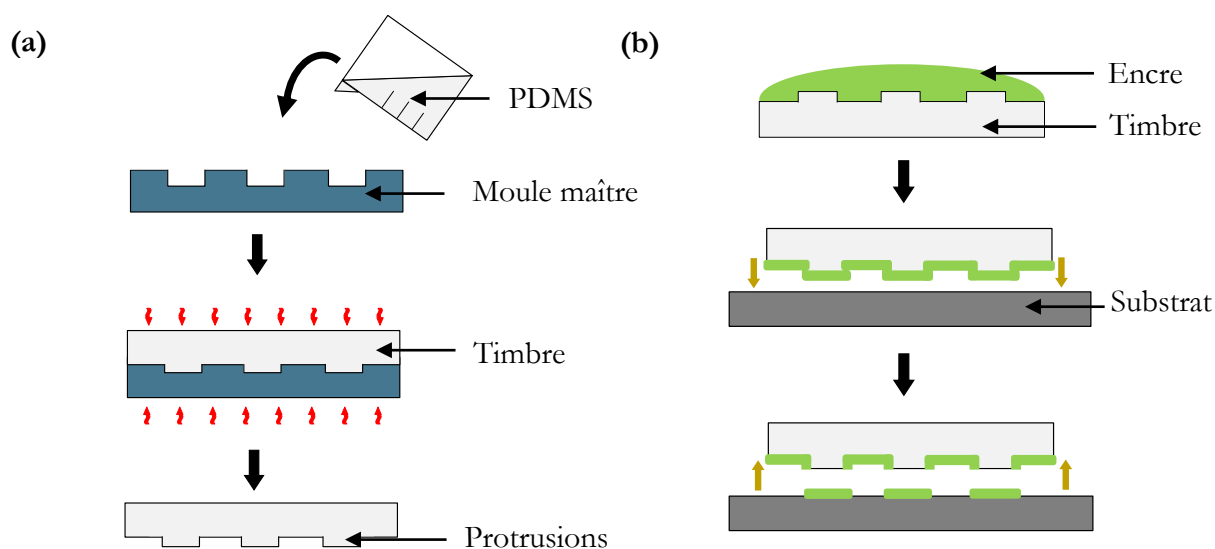 (a)
PDMS
Moule maître
Timbre
Protrusions
(b)
Encre
Timbre
Substrat